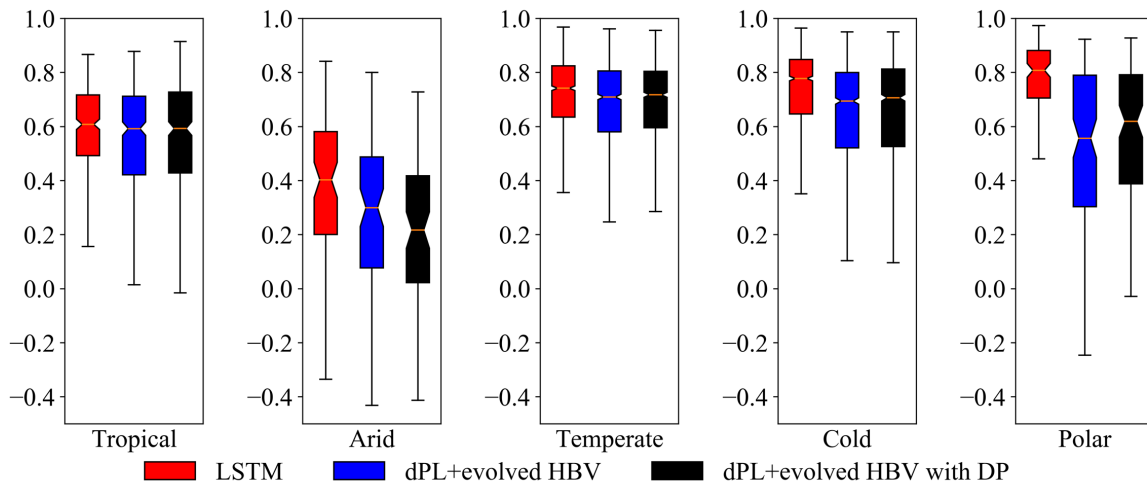 1.0 1.0 1.0 1.0 1.0
0.8 0.8 0.8 0.8 0.8
0.6 0.6 0.6 0.6 0.6
0.4 0.4 0.4 0.4 0.4
0.2 0.2 0.2 0.2 0.2
0.0 0.0 0.0 0.0 0.0
−0.2 −0.2 −0.2 −0.2 −0.2
−0.4 −0.4 −0.4 −0.4 −0.4
Tropical Arid Temperate Cold Polar
LSTM dPL+evolved HBV dPL+evolved HBV with DP